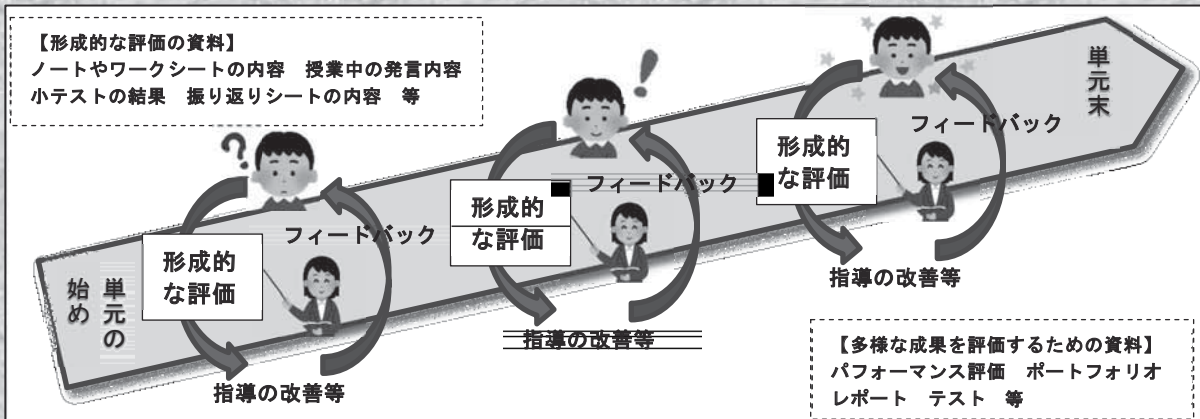 【形成的な評価の資料】
ノートやワークシートの内容 授業中の発言内容
小テストの結果 振り返りシートの内容 等
単元の
始め
?
形成的
な評価
フィードバック
指導の改善等
!
形成的
な評価
フィードバック
指導の改善等
形成的
な評価
フィードバック
指導の改善等
単元末
【多様な成果を評価するための資料】
パフォーマンス評価 ポートフォリオ
レポート テスト 等